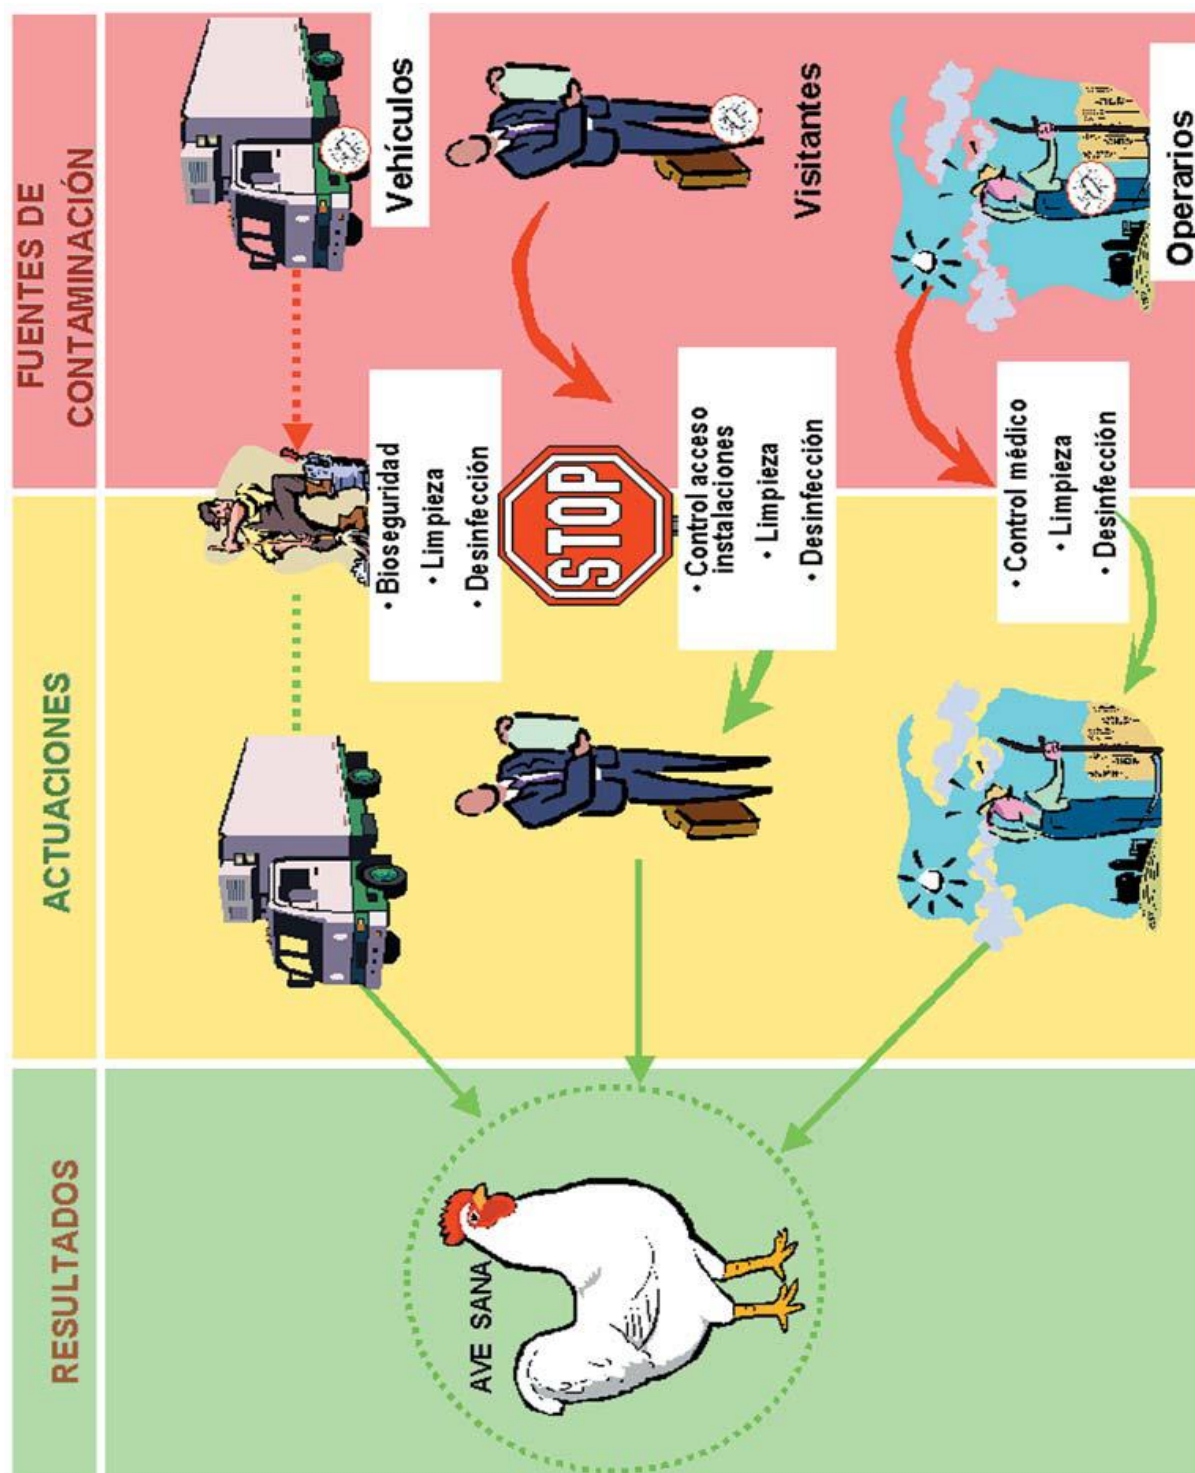 RESULTADOS
ACTUACIONES
FUENTES DE
CONTAMINACIÓN
Vehículos
• Bioseguridad
• Limpieza
• Desinfección
AVE SANA
STOP
• Control acceso
instalaciones
• Limpieza
• Desinfección
Visitantes
• Control médico
• Limpieza
• Desinfección
Operarios